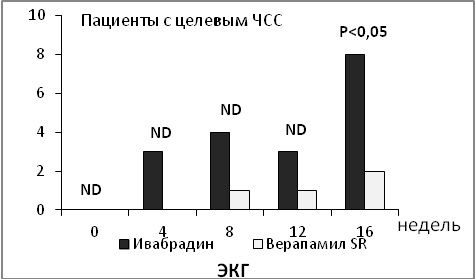 Пациенты с целевым ЧСС
10
8
6
4
2
0
ND
ND
ND
ND
P<0,05
0 4 8 12 16 недель
Ивабрадин Верапамил SR
ЭКГ